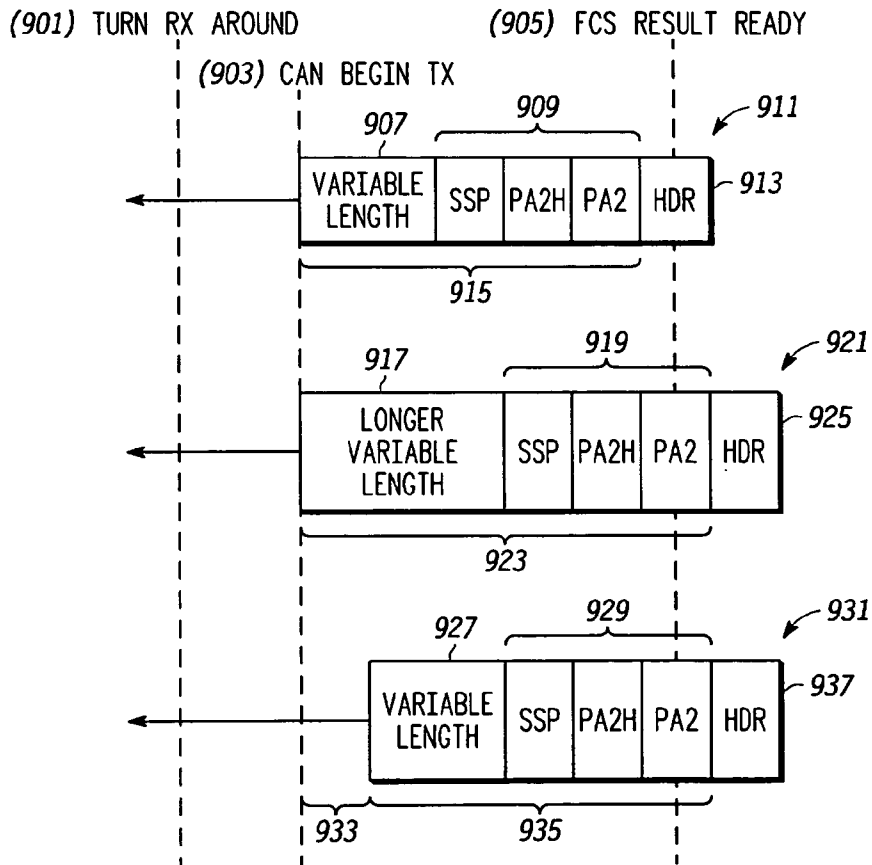 (901) TURN RX AROUND
(905) FCS RESULT READY
(903) CAN BEGIN TX
907
909
911
VARIABLE LENGTH
SSP
PA2H
PA2
HDR
913
915
917
919
921
LONGER VARIABLE LENGTH
SSP
PA2H
PA2
HDR
925
923
927
929
931
VARIABLE LENGTH
SSP
PA2H
PA2
HDR
937
933
935